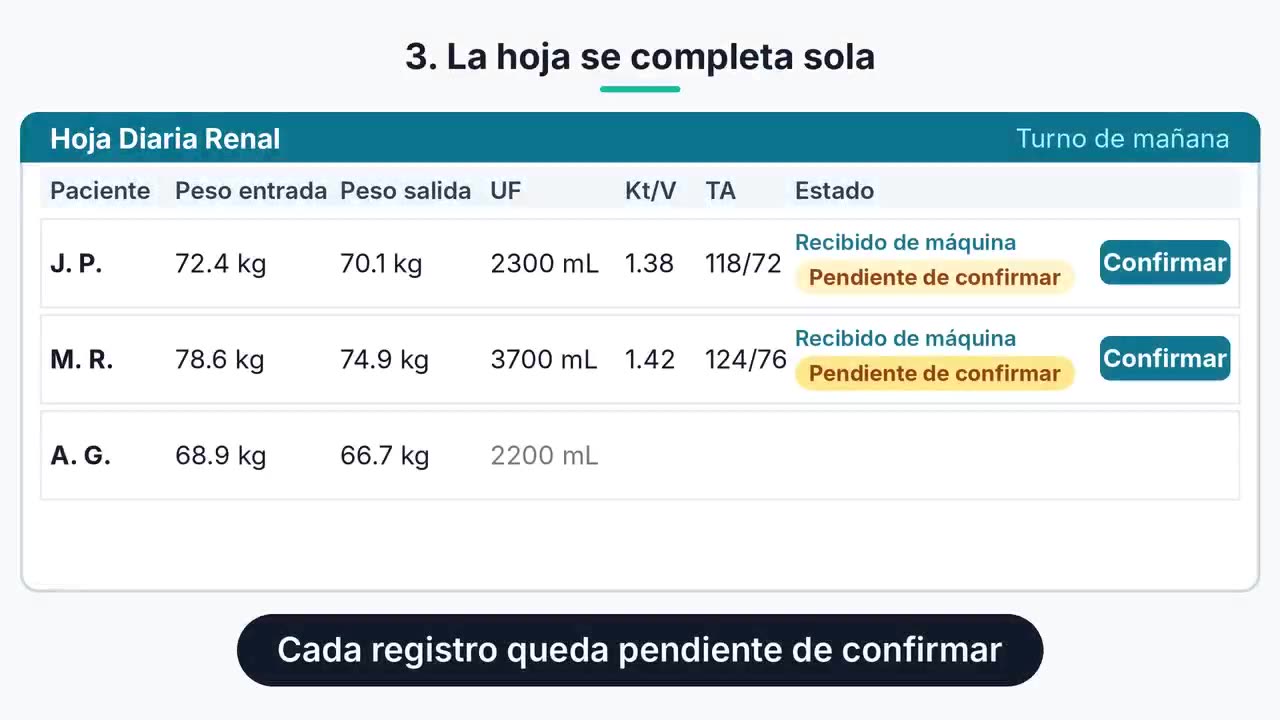 3. La hoja se completa sola
Hoja Diaria Renal Turno de mañana
Paciente Peso entrada Peso salida UF Kt/V TA Estado
J. P. 72.4 kg 70.1 kg 2300 mL 1.38 118/72 Recibido de máquina
Pendiente de confirmar Confirmar
M. R. 78.6 kg 74.9 kg 3700 mL 1.42 124/76 Recibido de máquina
Pendiente de confirmar Confirmar
A. G. 68.9 kg 66.7 kg 2200 mL
Cada registro queda pendiente de confirmar